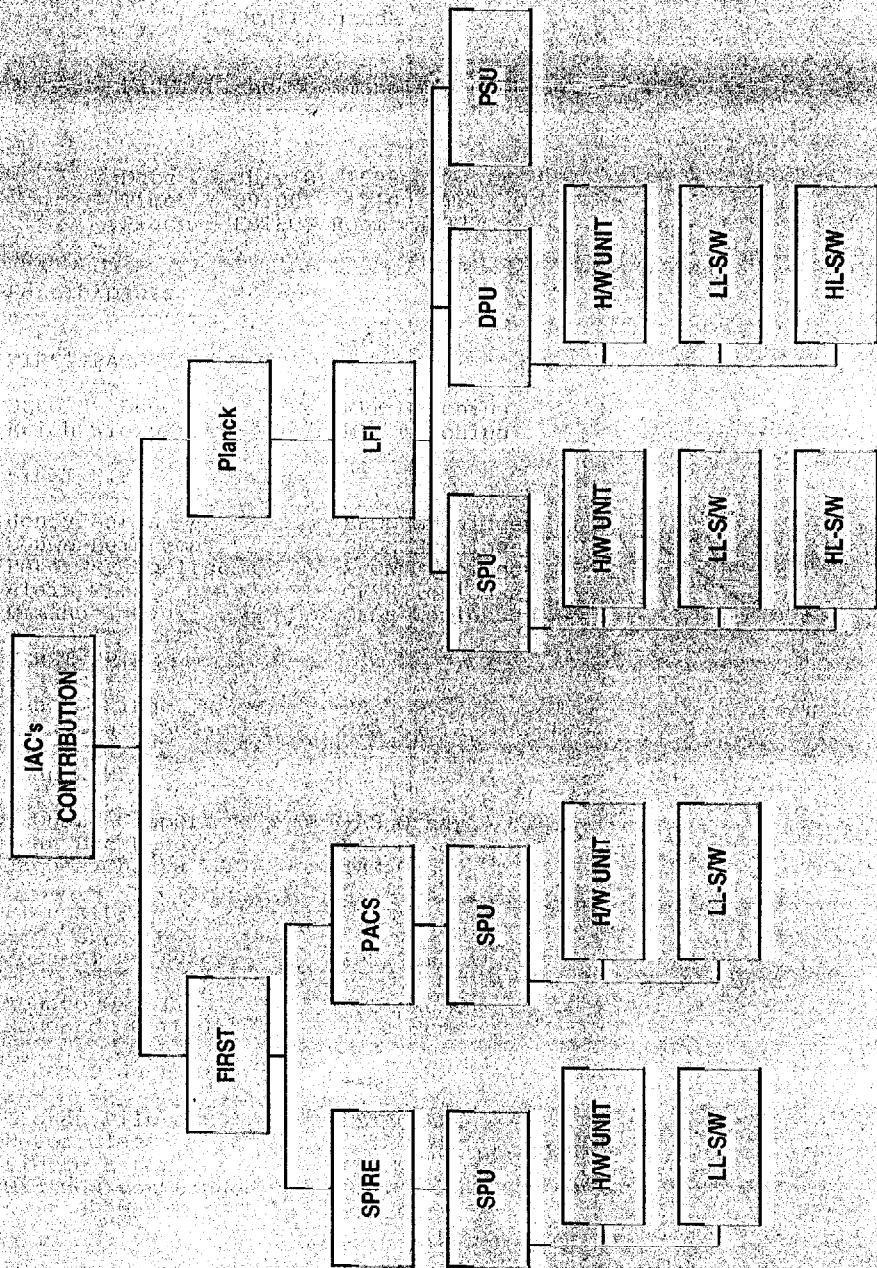 IAC's
CONTRIBUTION
FIRST
Planck
SPIRE
PACS
LFI
SPU
SPU
SPU
DPU
PSU
H/W UNIT
H/W UNIT
H/W UNIT
H/W UNIT
LL-S/W
LL-S/W
LL-S/W
LL-S/W
HL-S/W
HL-S/W